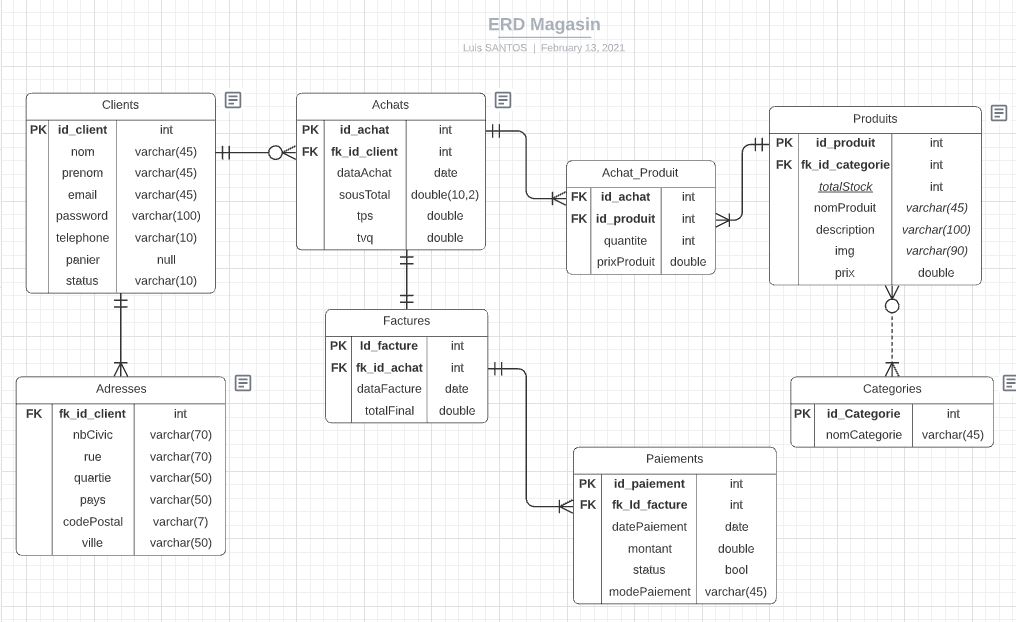 ERD Magasin
Luis SANTOS | February 13, 2021
Clients
PK id_client int
nom varchar(45)
prenom varchar(45)
email varchar(45)
password varchar(100)
telephone varchar(10)
panier null
status varchar(10)
Achats
PK id_achat int
FK fk_id_client int
dataAchat date
sousTotal double(10,2)
tps double
tvq double
Achat_Produit
FK id_achat int
FK id_produit int
quantite int
prixProduit double
Produits
PK id_produit int
FK fk_id_categorie int
totalStock int
nomProduit varchar(45)
description varchar(100)
img varchar(90)
prix double
Factures
PK Id_facture int
FK fk_id_achat int
dataFacture date
totalFinal double
Adresses
FK fk_id_client int
nbCivic varchar(70)
rue varchar(70)
quartie varchar(50)
pays varchar(50)
codePostal varchar(7)
ville varchar(50)
Categories
PK id_Categorie int
nomCategorie varchar(45)
Paiements
PK id_paiement int
FK fk_Id_facture int
datePaiement date
montant double
status bool
modePaiement varchar(45)